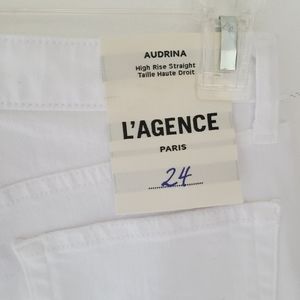 AUDRINA
High Rise Straight
Taille Haute Droit
L'AGENCE
PARIS
24